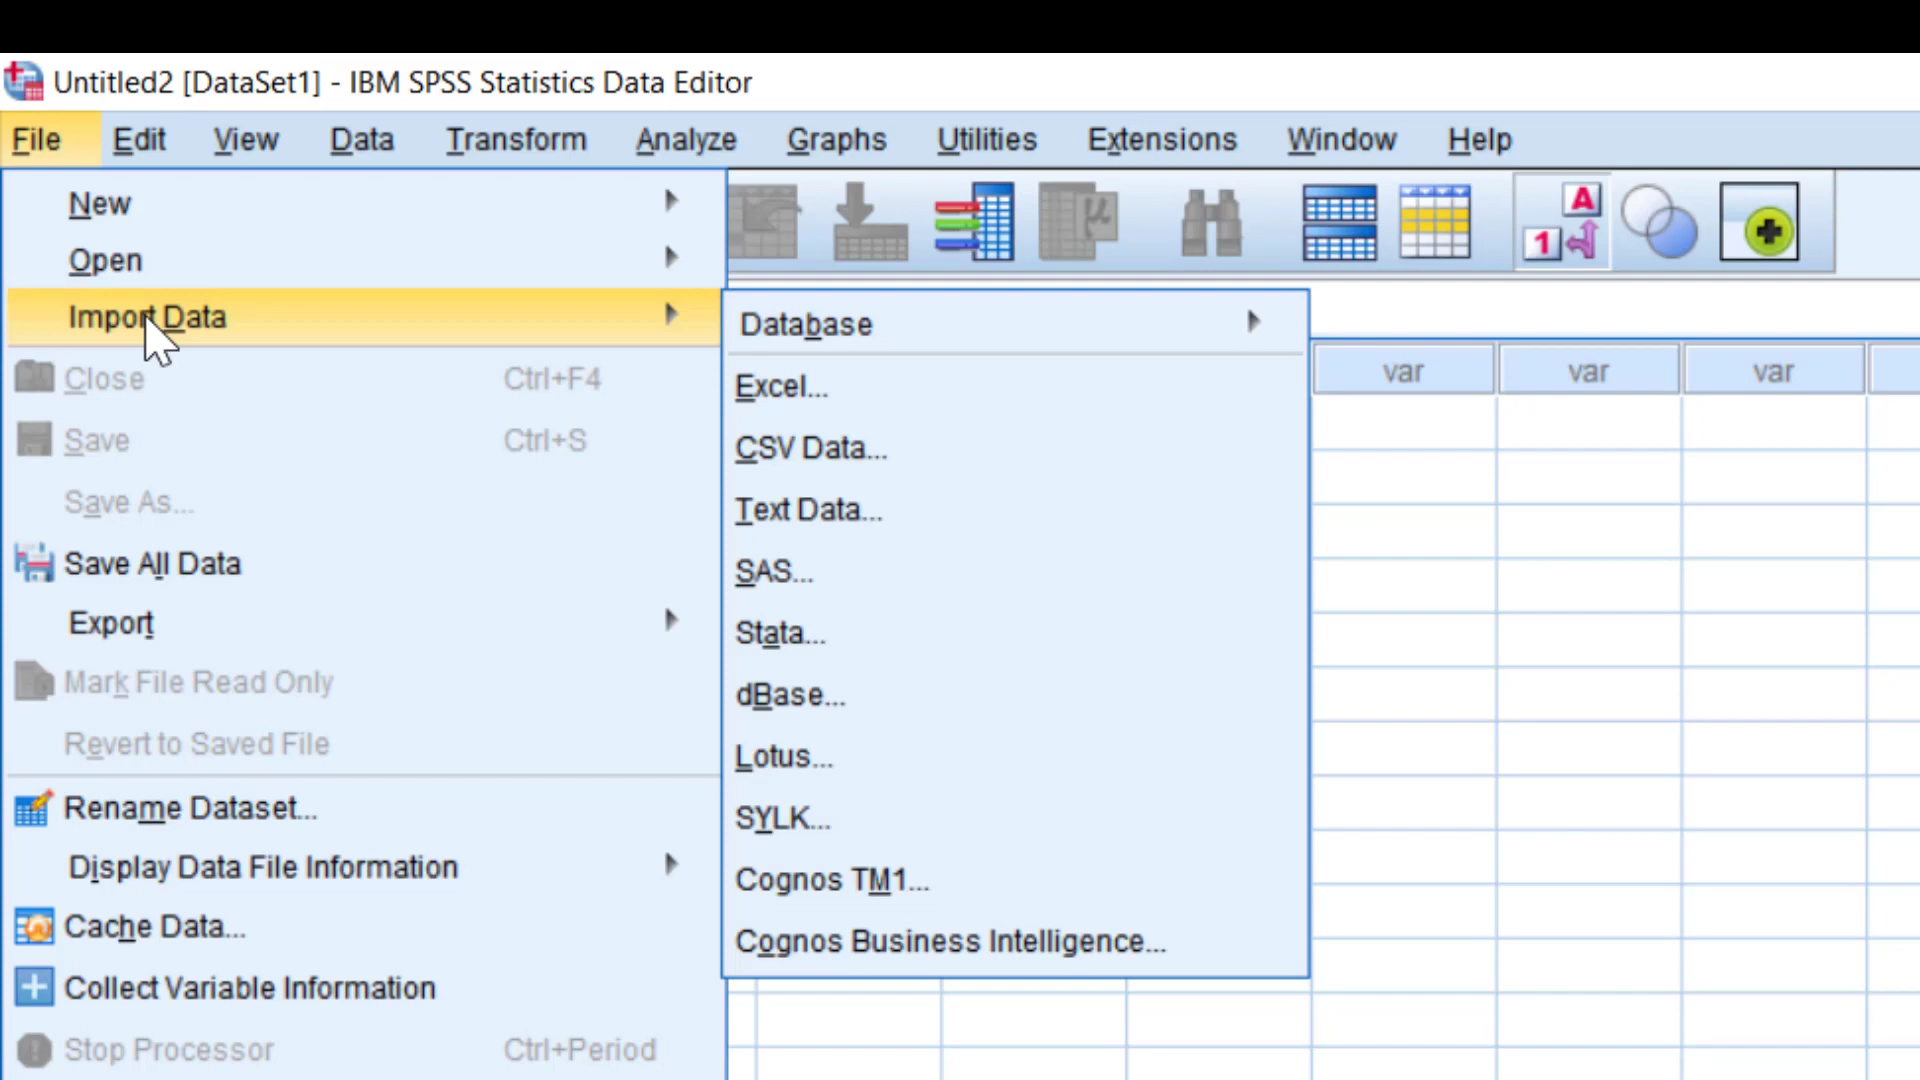 Untitled2 [DataSet1] - IBM SPSS Statistics Data Editor
File Edit View Data Transform Analyze Graphs Utilities Extensions Window Help
New
Open
Import Data
Close Ctrl+F4
Save Ctrl+S
Save As...
Save All Data
Export
Mark File Read Only
Revert to Saved File
Rename Dataset...
Display Data File Information
Cache Data...
Collect Variable Information
Stop Processor Ctrl+Period
Database
Excel...
CSV Data...
Text Data...
SAS...
Stata...
dBase...
Lotus...
SYLK...
Cognos TM1...
Cognos Business Intelligence...
μ
A
1
var var var